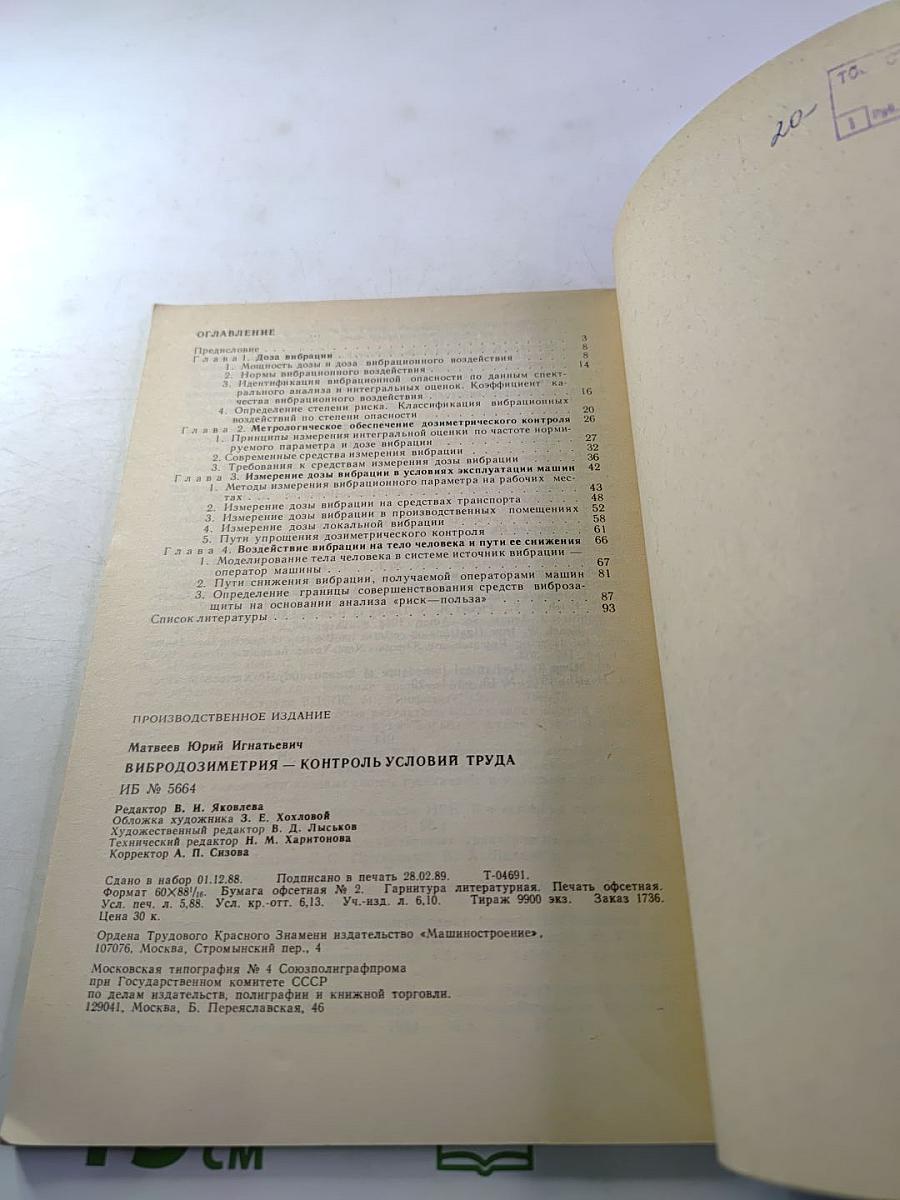 ОГЛАВЛЕНИЕ
Предисловие . . . 3
Глава 1. Доза вибрации . . . 8
1. Мощность дозы и доза вибрационного воздействия . . . 8
2. Нормы вибрационного воздействия . . . 14
3. Идентификация вибрационной опасности по данным спект-
рального анализа и интегральных оценок. Коэффициент ка-
чества вибрационного воздействия . . . 16
4. Определение степени риска. Классификация вибрационных
воздействий по степени опасности . . . 20
Глава 2. Метрологическое обеспечение дозиметрического контроля 26
1. Принципы измерения интегральной оценки по частоте норми-
руемого параметра и дозе вибрации . . . 27
2. Современные средства измерения вибрации . . . 32
3. Требования к средствам измерения дозы вибрации . . . 36
Глава 3. Измерение дозы вибрации в условиях эксплуатации машин 42
1. Методы измерения вибрационного параметра на рабочих мес-
тах . . . 43
2. Измерение дозы вибрации на средствах транспорта . . . 48
3. Измерение дозы вибрации в производственных помещениях 52
4. Измерение дозы локальной вибрации . . . 58
5. Пути упрощения дозиметрического контроля . . . 61
Глава 4. Воздействие вибрации на тело человека и пути ее снижения 66
1. Моделирование тела человека в системе источник вибрации —
оператор машины . . . 67
2. Пути снижения вибрации, получаемой операторами машин 81
3. Определение границы совершенствования средств виброза-
щиты на основании анализа «риск—польза» . . . 87
Список литературы . . . 93
ПРОИЗВОДСТВЕННОЕ ИЗДАНИЕ
Матвеев Юрий Игнатьевич
ВИБРОДОЗИМЕТРИЯ — КОНТРОЛЬ УСЛОВИЙ ТРУДА
ИБ № 5664
Редактор В. И. Яковлева
Обложка художника З. Е. Хохловой
Художественный редактор В. Д. Лыськов
Технический редактор Н. М. Харитонова
Корректор А. П. Сизова
Сдано в набор 01.12.88. Подписано в печать 28.02.89. Т-04691.
Формат 60×88¹/₁₆. Бумага офсетная № 2. Гарнитура литературная. Печать офсетная.
Усл. печ. л. 5,88. Усл. кр.-отт. 6,13. Уч.-изд. л. 6,10. Тираж 9900 экз. Заказ 1736.
Цена 30 к.
Ордена Трудового Красного Знамени издательство «Машиностроение»,
107076, Москва, Стромынский пер., 4
Московская типография № 4 Союзполиграфпрома
при Государственном комитете СССР
по делам издательств, полиграфии и книжной торговли.
129041, Москва, Б. Переяславская, 46
20-
1
см